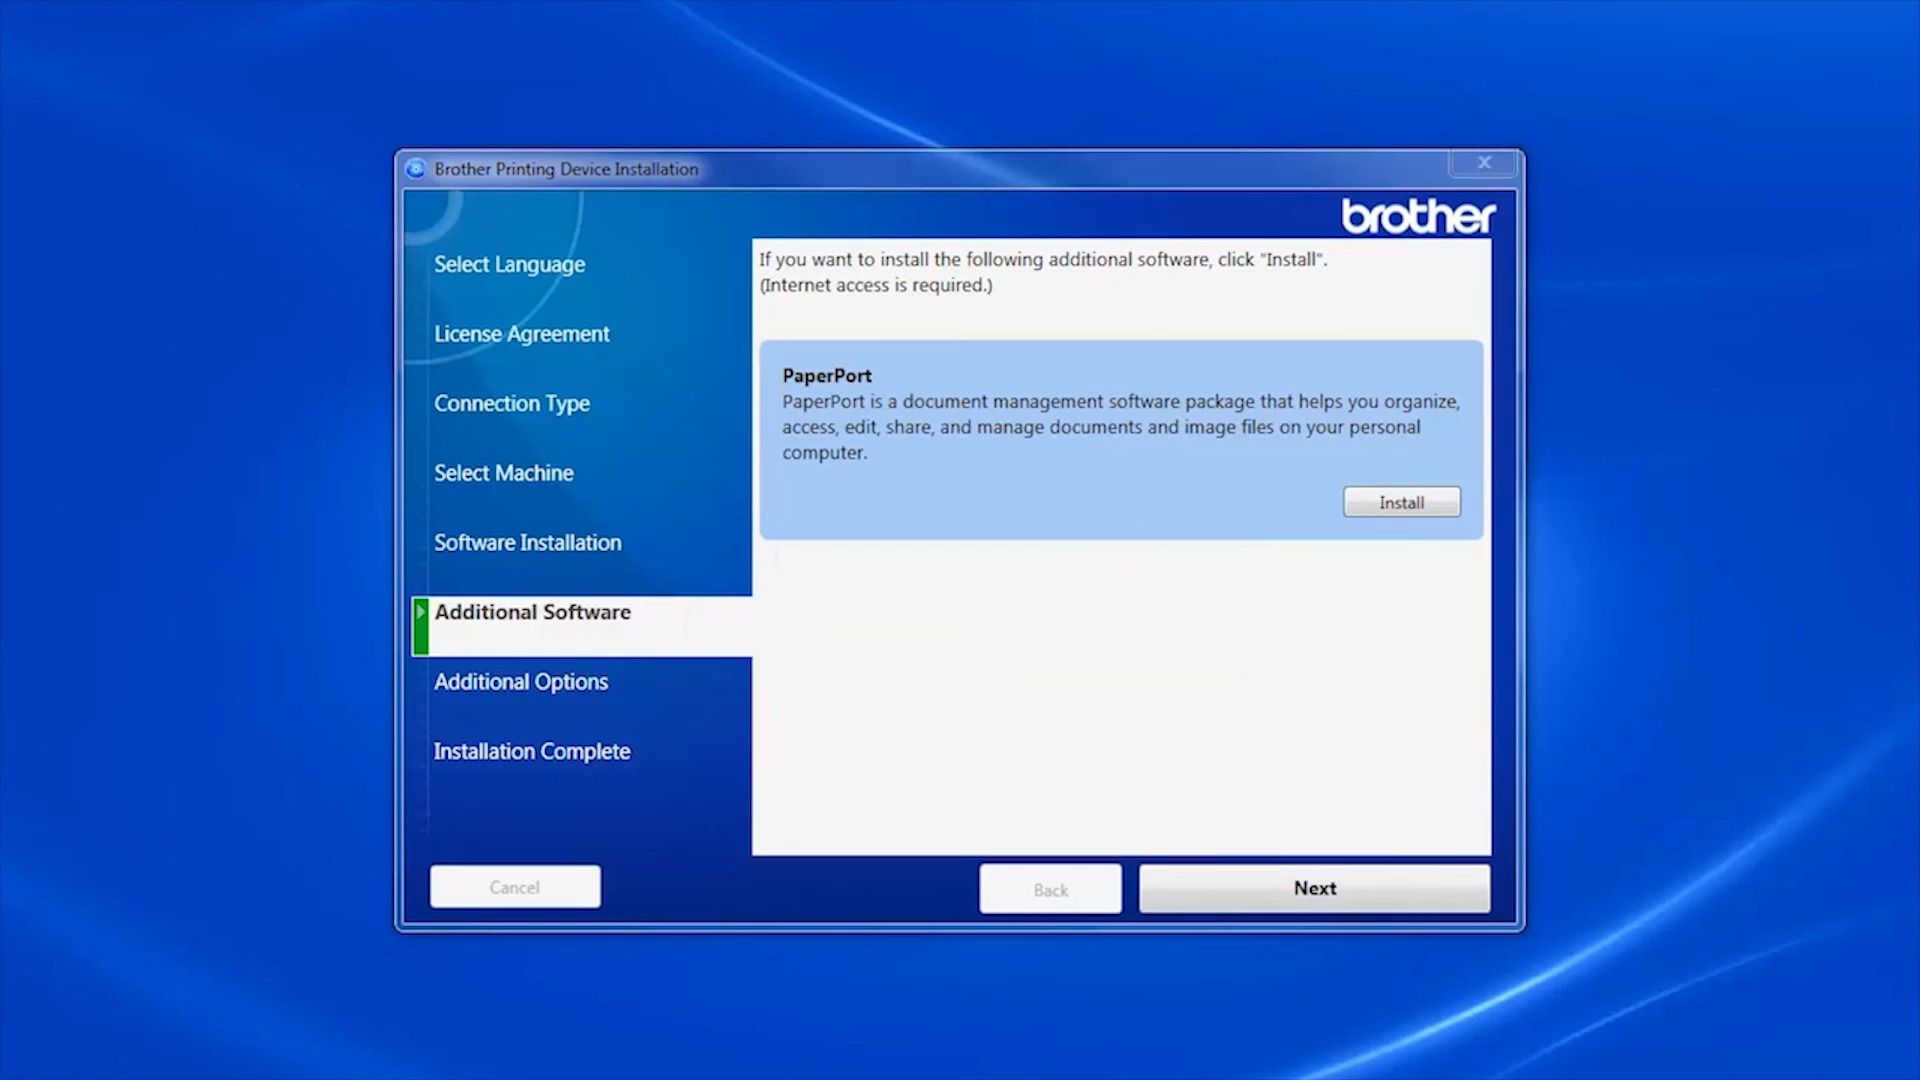 Brother Printing Device Installation
brother
Select Language
License Agreement
Connection Type
Select Machine
Software Installation
Additional Software
Additional Options
Installation Complete
If you want to install the following additional software, click "Install".
(Internet access is required.)
PaperPort
PaperPort is a document management software package that helps you organize,
access, edit, share, and manage documents and image files on your personal
computer.
Install
Cancel
Back
Next